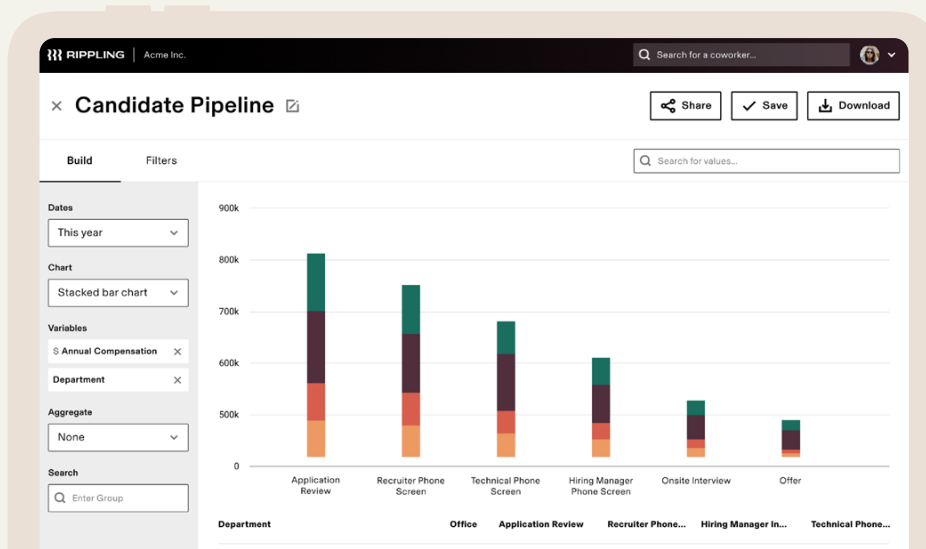 RIPPLING Acme Inc. Search for a coworker...
Candidate Pipeline Share Save Download
Build Filters Search for values...
Dates
This year
Chart
Stacked bar chart
Variables
$ Annual Compensation
Department
Aggregate
None
Search
Enter Group
900k
800k
700k
600k
500k
0
Application
Review
Recruiter Phone
Screen
Technical Phone
Screen
Hiring Manager
Phone Screen
Onsite Interview
Offer
Department Office Application Review Recruiter Phone... Hiring Manager In... Technical Phone...